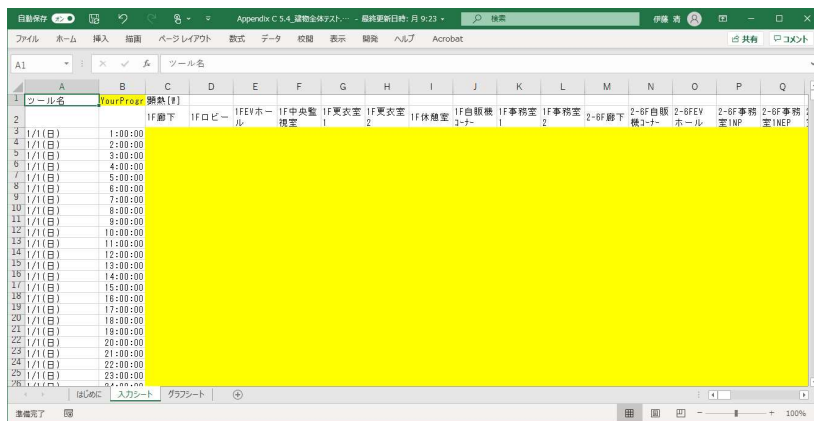 自動保存 オン Appendix C 5.4_建物全体テスト.… - 最終更新日時: 月 9:23 検索 伊藤 清
ファイル ホーム 挿入 描画 ページ レイアウト 数式 データ 校閲 表示 開発 ヘルプ Acrobat 共有 コメント
A1 fx ツール名
A B C D E F G H I J K L M N O P Q
1 ツール名 YourProgr 顕熱[W]
2 1F廊下 1Fロビー 1FEVホール 1F中央監視室 1F更衣室1 1F更衣室2 1F休憩室 1F自販機コーナー 1F事務室1 1F事務室2 2-6F廊下 2-6F自販機コーナー 2-6FEVホール 2-6F事務室1NP 2-6F事務室1NEP
3 1/1(日) 1:00:00
4 1/1(日) 2:00:00
5 1/1(日) 3:00:00
6 1/1(日) 4:00:00
7 1/1(日) 5:00:00
8 1/1(日) 6:00:00
9 1/1(日) 7:00:00
10 1/1(日) 8:00:00
11 1/1(日) 9:00:00
12 1/1(日) 10:00:00
13 1/1(日) 11:00:00
14 1/1(日) 12:00:00
15 1/1(日) 13:00:00
16 1/1(日) 14:00:00
17 1/1(日) 15:00:00
18 1/1(日) 16:00:00
19 1/1(日) 17:00:00
20 1/1(日) 18:00:00
21 1/1(日) 19:00:00
22 1/1(日) 20:00:00
23 1/1(日) 21:00:00
24 1/1(日) 22:00:00
25 1/1(日) 23:00:00
26 1/1(日) 24:00:00
はじめに 入力シート グラフシート
準備完了 100%